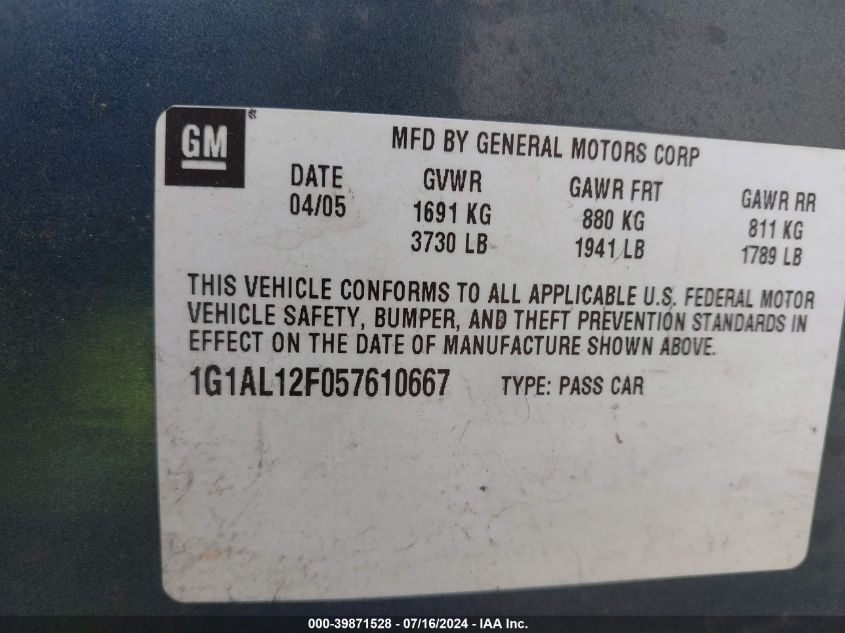 GM®
MFD BY GENERAL MOTORS CORP
DATE GVWR GAWR FRT GAWR RR
04/05 1691 KG 880 KG 811 KG
3730 LB 1941 LB 1789 LB
THIS VEHICLE CONFORMS TO ALL APPLICABLE U.S. FEDERAL MOTOR
VEHICLE SAFETY, BUMPER, AND THEFT PREVENTION STANDARDS IN
EFFECT ON THE DATE OF MANUFACTURE SHOWN ABOVE.
1G1AL12F057610667 TYPE: PASS CAR
000-39871528 / 07/16/2024 - IAA Inc.